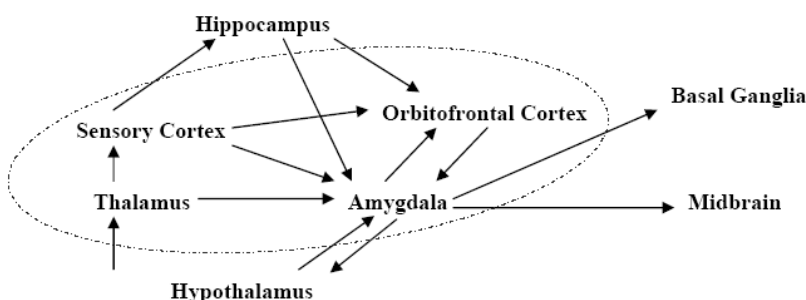 Hippocampus
Basal Ganglia
Orbitofrontal Cortex
Sensory Cortex
Thalamus
Amygdala
Midbrain
Hypothalamus